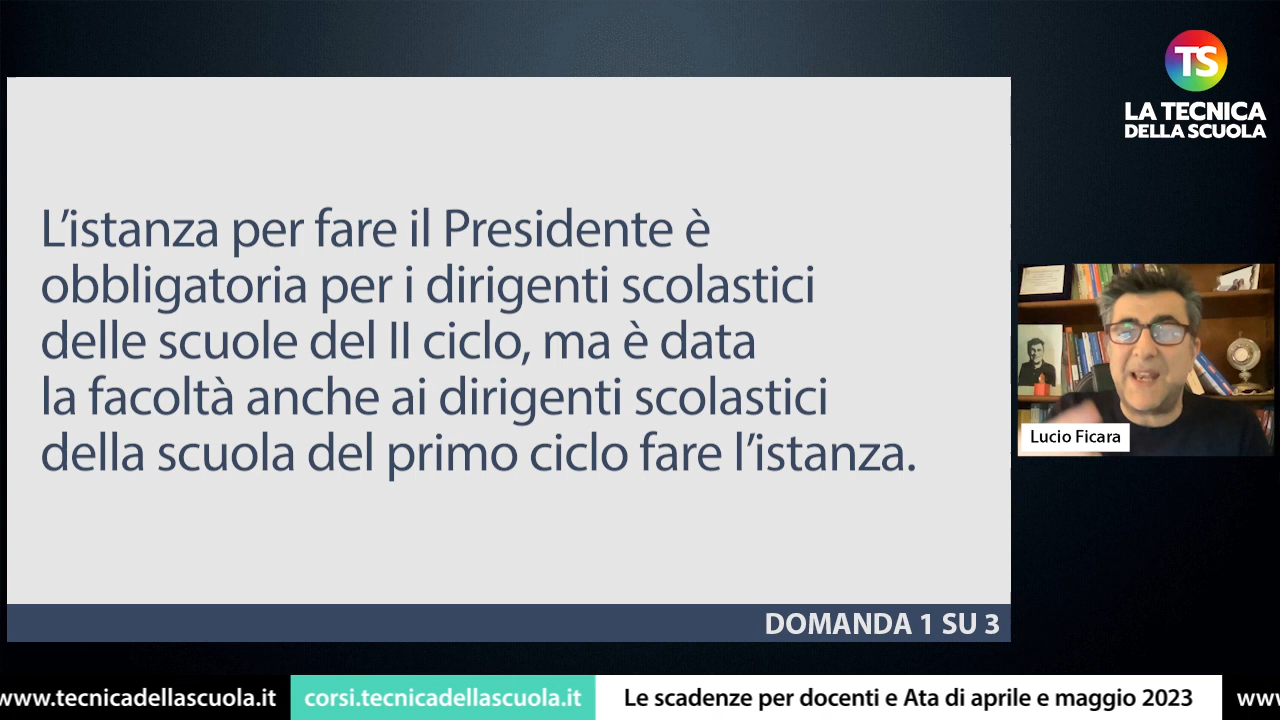 TS
LA TECNICA
DELLA SCUOLA
L'istanza per fare il Presidente è
obbligatoria per i dirigenti scolastici
delle scuole del II ciclo, ma è data
la facoltà anche ai dirigenti scolastici
della scuola del primo ciclo fare l'istanza.
Lucio Ficara
DOMANDA 1 SU 3
www.tecnicadellascuola.it corsi.tecnicadellascuola.it Le scadenze per docenti e Ata di aprile e maggio 2023